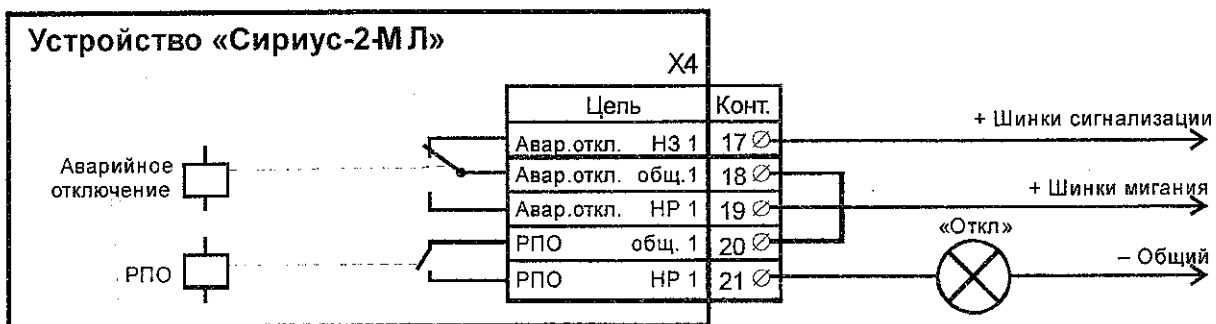 Устройство «Сириус-2-МЛ»
X4
Цепь Конт.
+ Шинки сигнализации
Авар.откл. НЗ 1 17
Аварийное
отключение
Авар.откл. общ.1 18
+ Шинки мигания
Авар.откл. НР 1 19
«Откл»
РПО общ. 1 20
– Общий
РПО
РПО НР 1 21